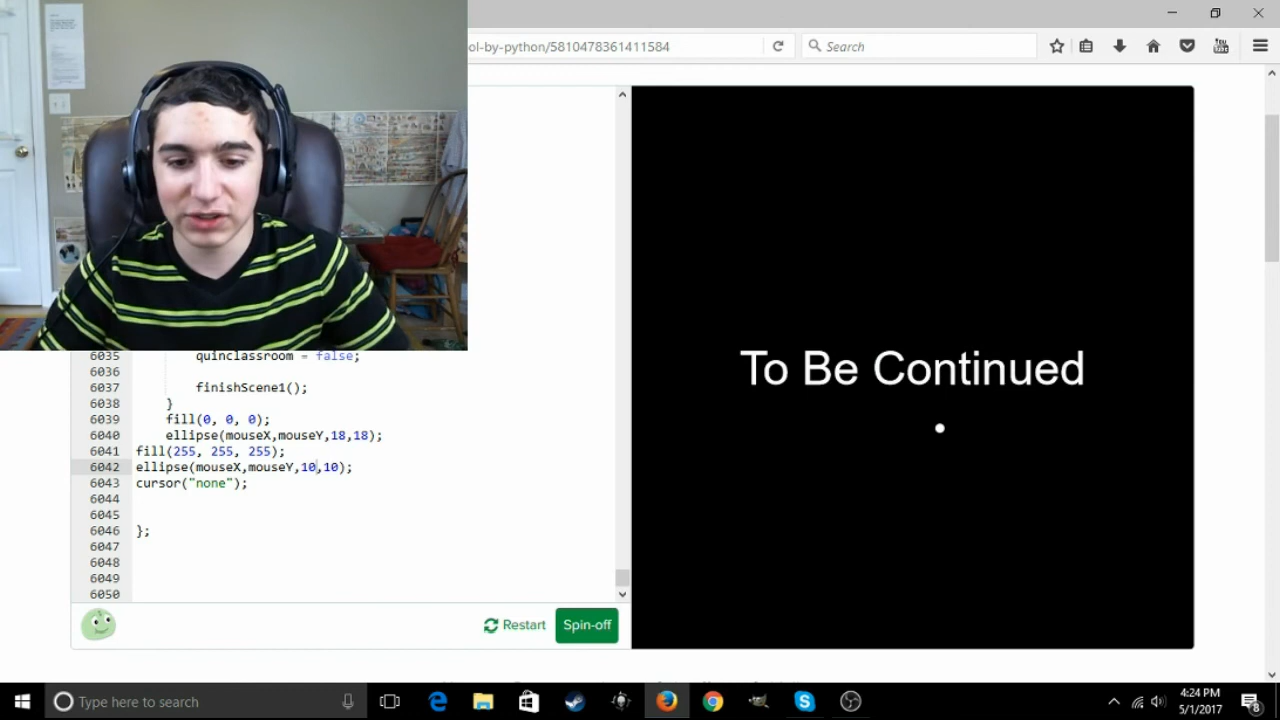 ol-by-python/5810478361411584
Search
6035 quinclassroom = false;
6036
6037 finishScene1();
6038 }
6039 fill(0, 0, 0);
6040 ellipse(mouseX,mouseY,18,18);
6041 fill(255, 255, 255);
6042 ellipse(mouseX,mouseY,10,10);
6043 cursor("none");
6044
6045
6046 };
6047
6048
6049
6050
Restart
Spin-off
To Be Continued
Type here to search
4:24 PM
5/1/2017
8